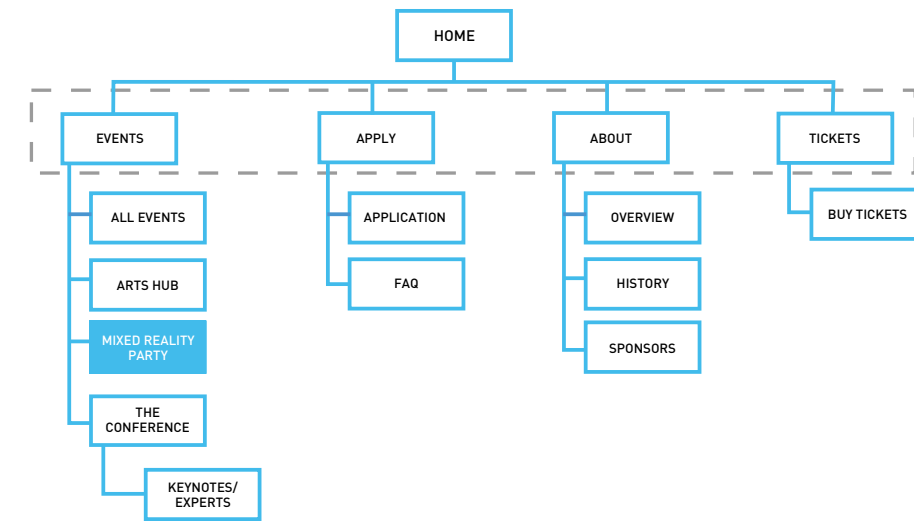 HOME
EVENTS
APPLY
ABOUT
TICKETS
ALL EVENTS
APPLICATION
OVERVIEW
BUY TICKETS
ARTS HUB
FAQ
HISTORY
MIXED REALITY
PARTY
SPONSORS
THE
CONFERENCE
KEYNOTES/
EXPERTS